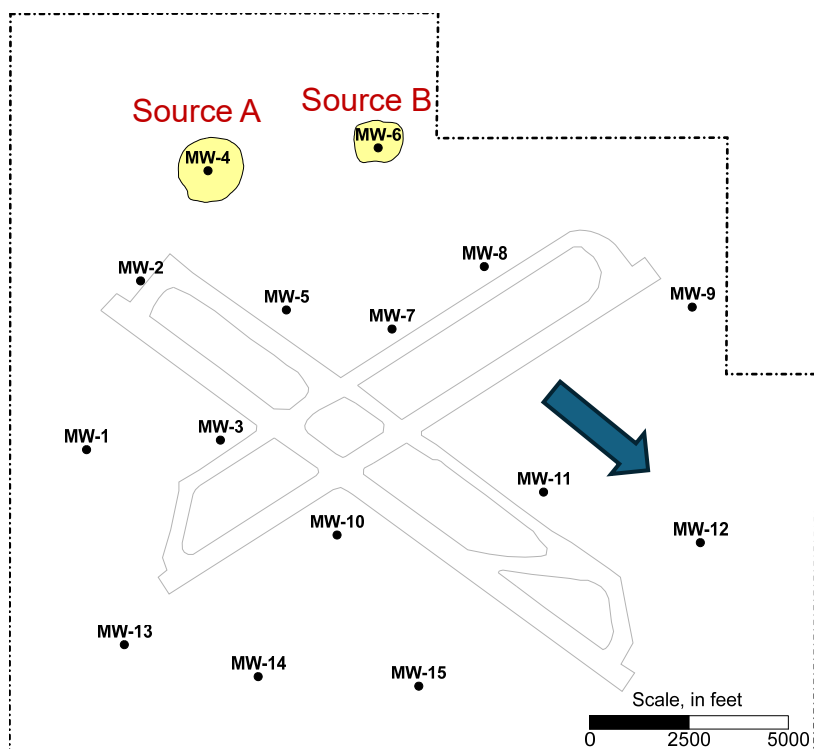 Source A
Source B
MW-6
MW-4
MW-8
MW-2
MW-9
MW-5
MW-7
MW-3
MW-1
MW-11
MW-10
MW-12
MW-13
MW-14
MW-15
Scale, in feet
0 2500 5000